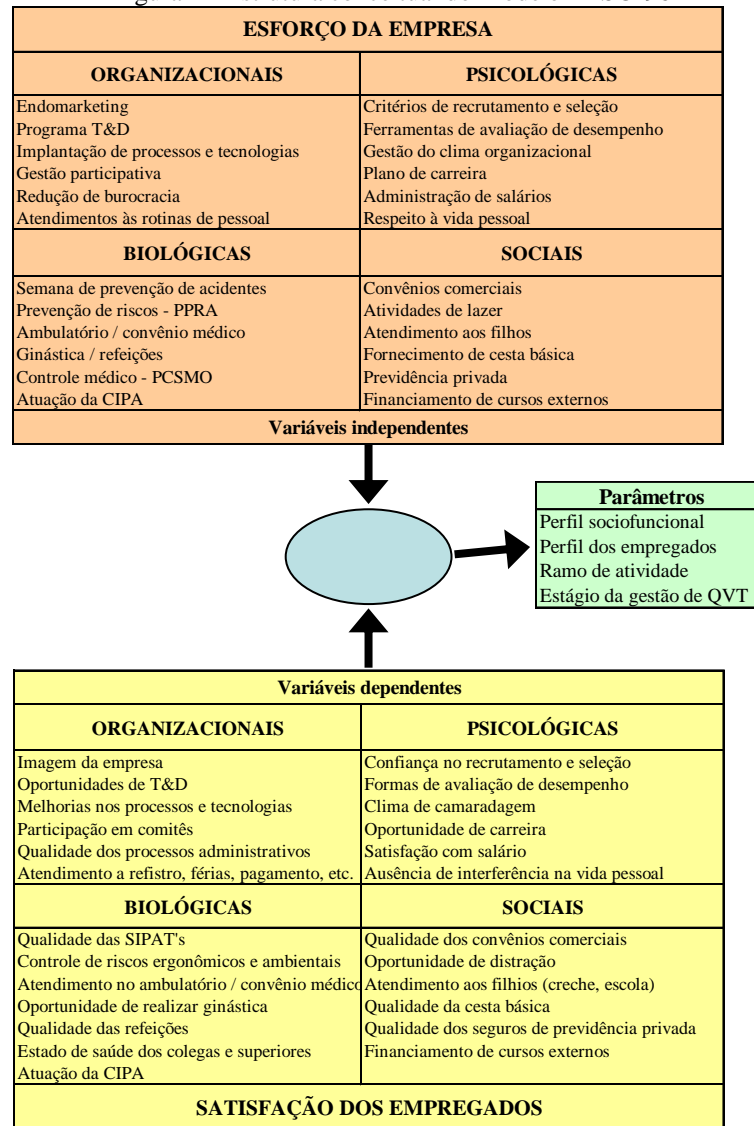 ESFORÇO DA EMPRESA
ORGANIZACIONAIS
Endomarketing
Programa T&D
Implantação de processos e tecnologias
Gestão participativa
Redução de burocracia
Atendimentos às rotinas de pessoal
PSICOLÓGICAS
Critérios de recrutamento e seleção
Ferramentas de avaliação de desempenho
Gestão do clima organizacional
Plano de carreira
Administração de salários
Respeito à vida pessoal
BIOLÓGICAS
Semana de prevenção de acidentes
Prevenção de riscos - PPRA
Ambulatório / convênio médico
Ginástica / refeições
Controle médico - PCSMO
Atuação da CIPA
SOCIAIS
Convênios comerciais
Atividades de lazer
Atendimento aos filhos
Fornecimento de cesta básica
Previdência privada
Financiamento de cursos externos
Variáveis independentes
Parâmetros
Perfil sociofuncional
Perfil dos empregados
Ramo de atividade
Estágio da gestão de QVT
Variáveis dependentes
ORGANIZACIONAIS
Imagem da empresa
Oportunidades de T&D
Melhorias nos processos e tecnologias
Participação em comitês
Qualidade dos processos administrativos
Atendimento a refistro, férias, pagamento, etc.
PSICOLÓGICAS
Confiança no recrutamento e seleção
Formas de avaliação de desempenho
Clima de camaradagem
Oportunidade de carreira
Satisfação com salário
Ausência de interferência na vida pessoal
BIOLÓGICAS
Qualidade das SIPAT's
Controle de riscos ergonômicos e ambientais
Atendimento no ambulatório / convênio médico
Oportunidade de realizar ginástica
Qualidade das refeições
Estado de saúde dos colegas e superiores
Atuação da CIPA
SOCIAIS
Qualidade dos convênios comerciais
Oportunidade de distração
Atendimento aos filhios (creche, escola)
Qualidade da cesta básica
Qualidade dos seguros de previdência privada
Financiamento de cursos externos
SATISFAÇÃO DOS EMPREGADOS